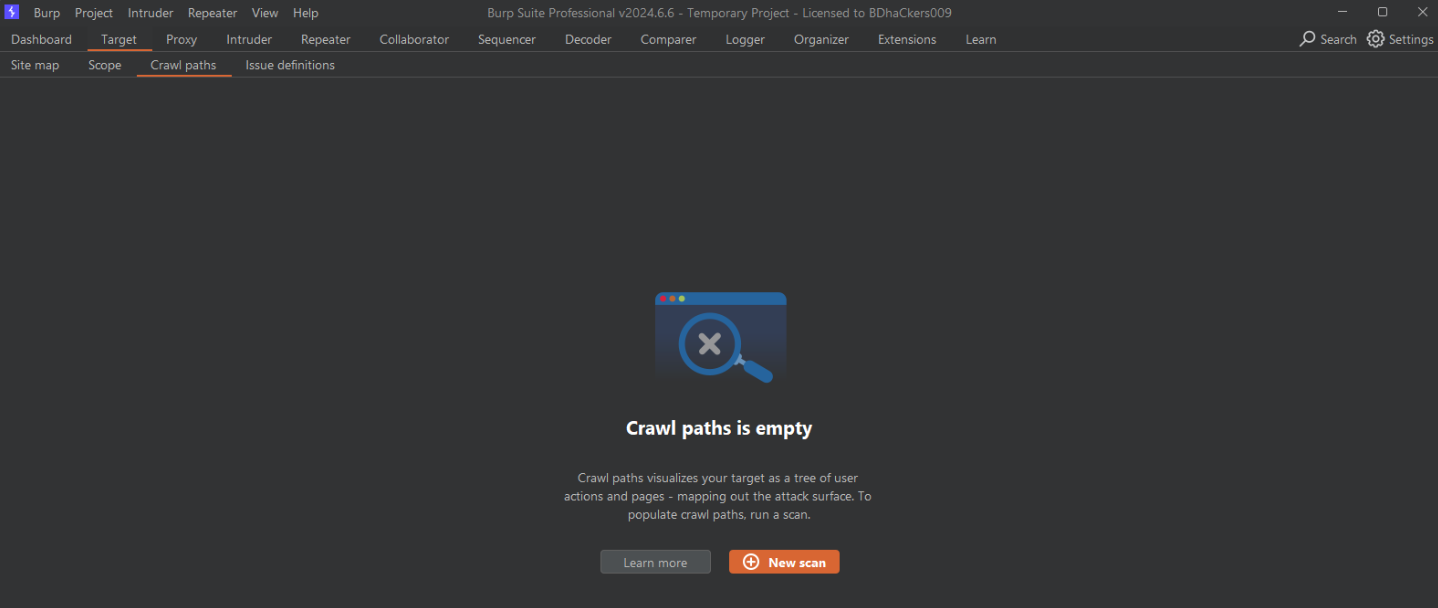 Burp Project Intruder Repeater View Help Burp Suite Professional v2024.6.6 - Temporary Project - Licensed to BDhaCkers009
Dashboard Target Proxy Intruder Repeater Collaborator Sequencer Decoder Comparer Logger Organizer Extensions Learn Search Settings
Site map Scope Crawl paths Issue definitions
Crawl paths is empty
Crawl paths visualizes your target as a tree of user
actions and pages - mapping out the attack surface. To
populate crawl paths, run a scan.
Learn more New scan